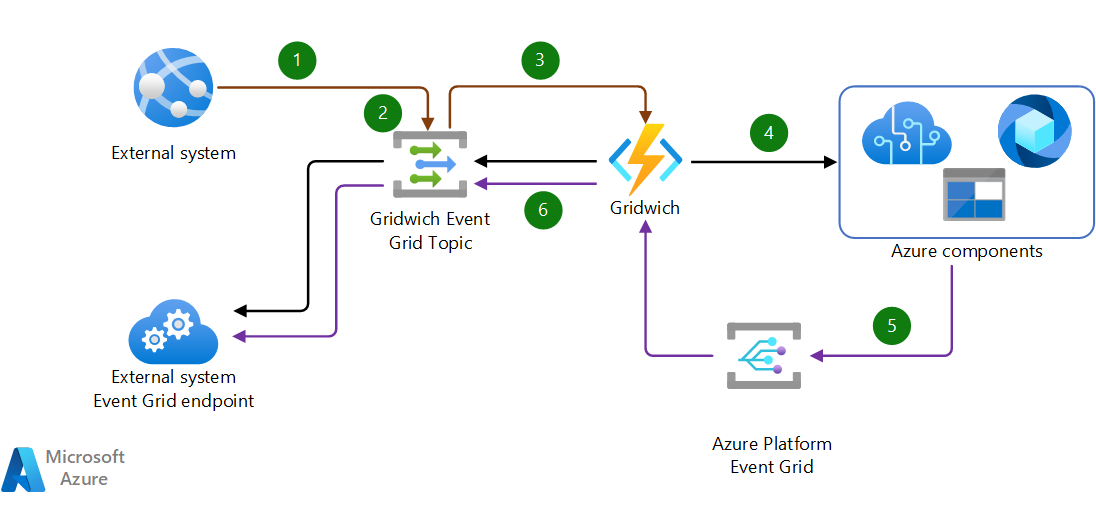 1
3
2
4
External system
Gridwich Event
Grid Topic
Gridwich
6
Azure components
5
External system
Event Grid endpoint
Azure Platform
Event Grid
Microsoft
Azure